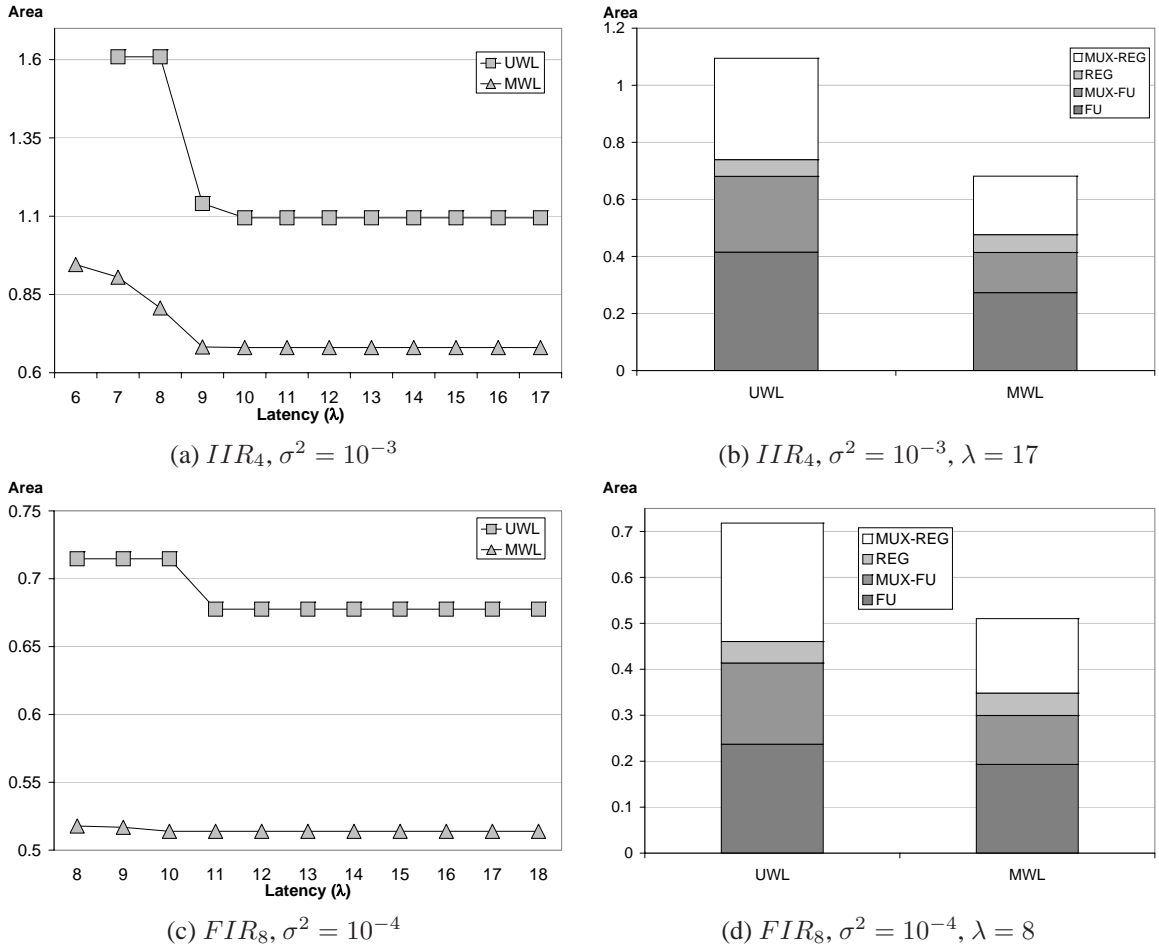 Area
1.6
1.35
1.1
0.85
0.6
6 7 8 9 10 11 12 13 14 15 16 17
Latency (λ)
UWL
MWL
(a) IIR₄, σ² = 10⁻³
Area
1.2
1
0.8
0.6
0.4
0.2
0
UWL MWL
MUX-REG
REG
MUX-FU
FU
(b) IIR₄, σ² = 10⁻³, λ = 17
Area
0.75
0.7
0.65
0.6
0.55
0.5
8 9 10 11 12 13 14 15 16 17 18
Latency (λ)
UWL
MWL
(c) FIR₈, σ² = 10⁻⁴
Area
0.7
0.6
0.5
0.4
0.3
0.2
0.1
0
UWL MWL
MUX-REG
REG
MUX-FU
FU
(d) FIR₈, σ² = 10⁻⁴, λ = 8